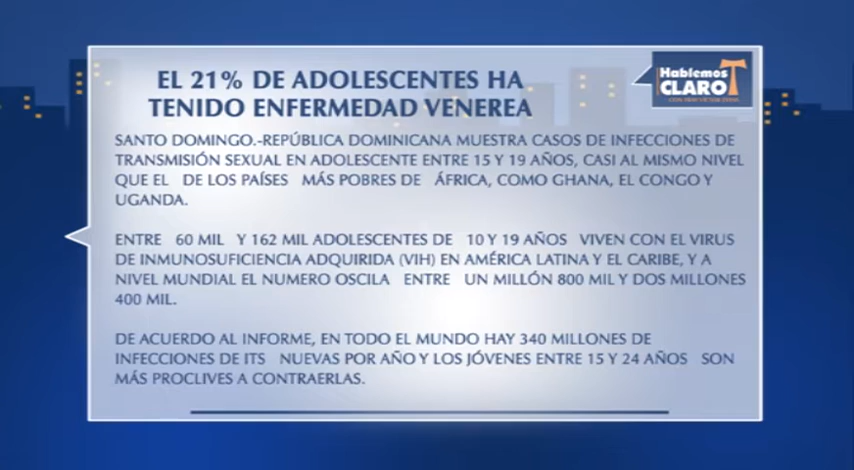 EL 21% DE ADOLESCENTES HA
TENIDO ENFERMEDAD VENEREA
Hablemos
CLARO
SANTO DOMINGO.-REPÚBLICA DOMINICANA MUESTRA CASOS DE INFECCIONES DE
TRANSMISIÓN SEXUAL EN ADOLESCENTE ENTRE 15 Y 19 AÑOS, CASI AL MISMO NIVEL
QUE EL DE LOS PAÍSES MÁS POBRES DE ÁFRICA, COMO GHANA, EL CONGO Y
UGANDA.
ENTRE 60 MIL Y 162 MIL ADOLESCENTES DE 10 Y 19 AÑOS VIVEN CON EL VIRUS
DE INMUNOSUFICIENCIA ADQUIRIDA (VIH) EN AMÉRICA LATINA Y EL CARIBE, Y A
NIVEL MUNDIAL EL NUMERO OSCILA ENTRE UN MILLÓN 800 MIL Y DOS MILLONES
400 MIL.
DE ACUERDO AL INFORME, EN TODO EL MUNDO HAY 340 MILLONES DE
INFECCIONES DE ITS NUEVAS POR AÑO Y LOS JÓVENES ENTRE 15 Y 24 AÑOS SON
MÁS PROCLIVES A CONTRAERLAS.